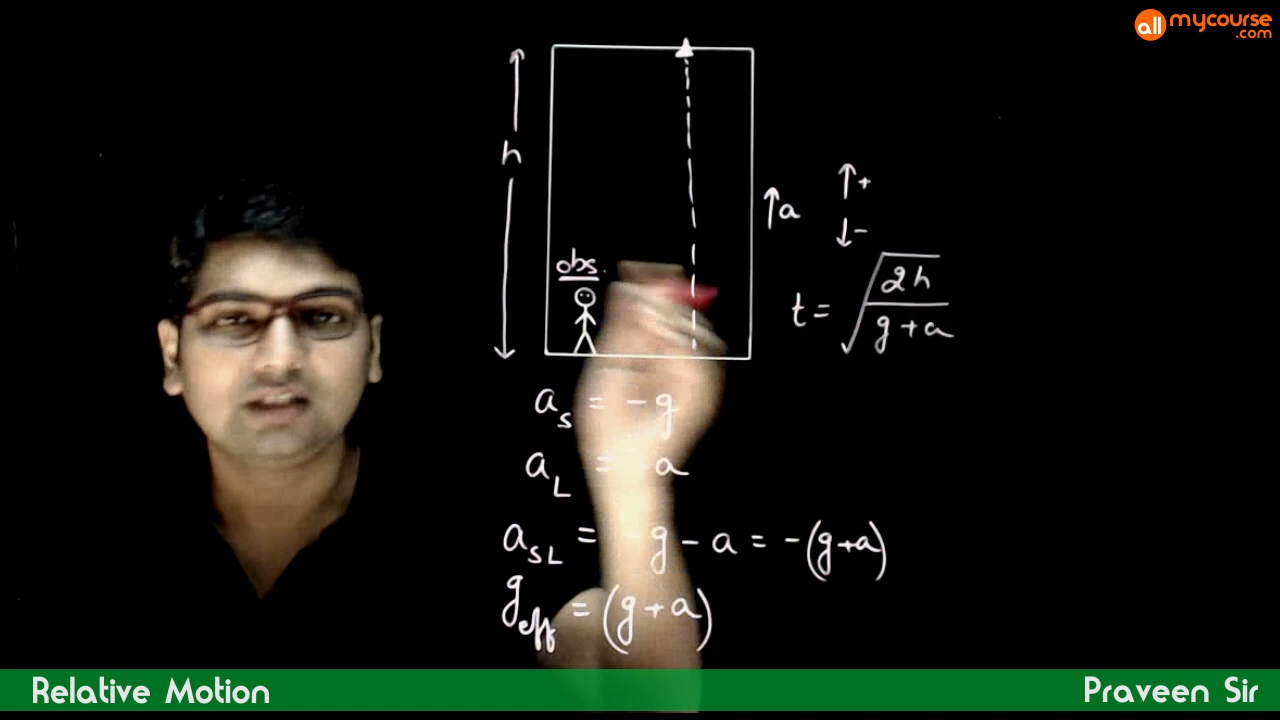 allmycourse.com
h
↑a
↑+
↓-
obs.
t = √(2h/(g+a))
a_S = -g
a_L = a
a_SL = g - a = -(g+a)
g_eff = (g+a)
Relative Motion
Praveen Sir